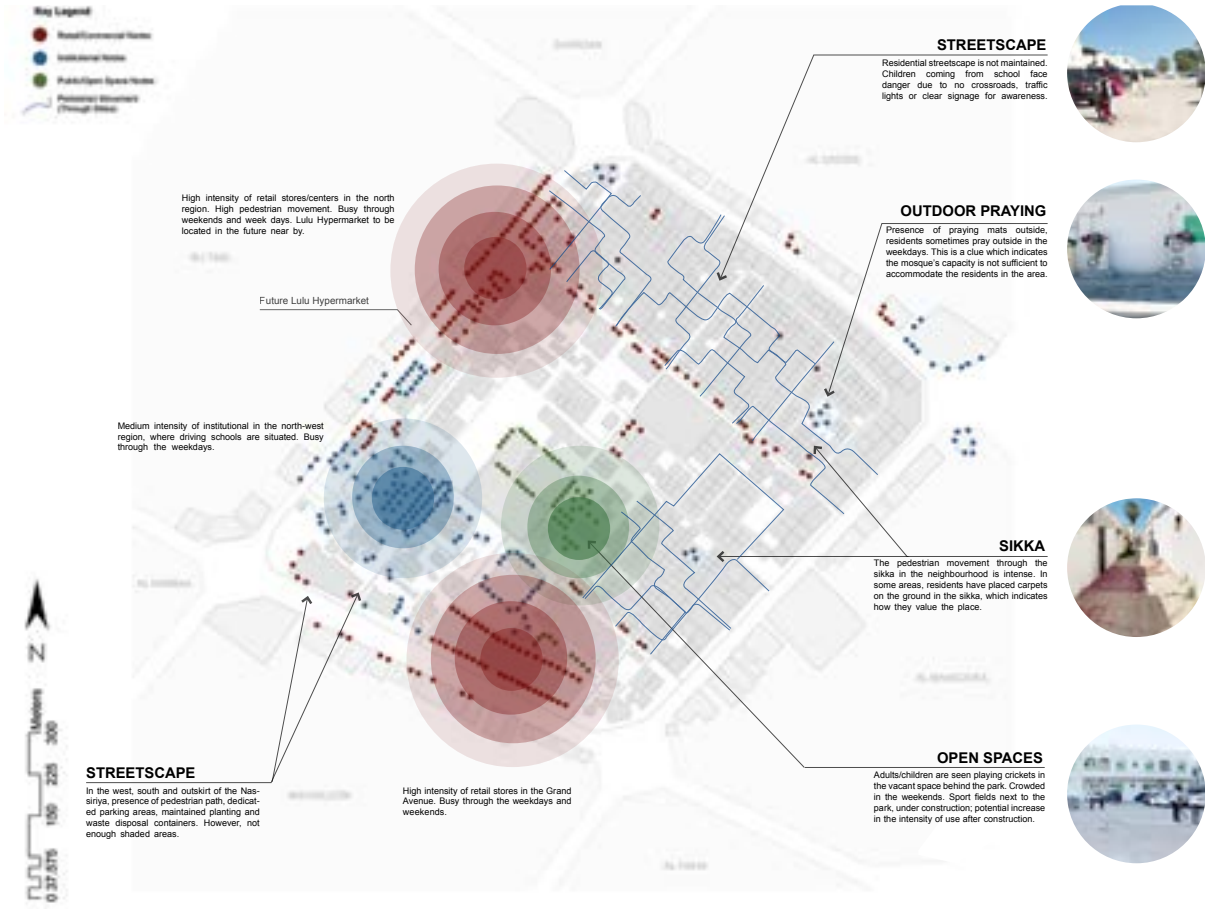 Key Legend
Retail/Commercial Nodes
Institutional Nodes
Public/Open Space Nodes
Pedestrian Movement
(Through Sikka)
STREETSCAPE
Residential streetscape is not maintained.
Children coming from school face
danger due to no crossroads, traffic
lights or clear signage for awareness.
High intensity of retail stores/centers in the north
region. High pedestrian movement. Busy through
weekends and week days. Lulu Hypermarket to be
located in the future near by.
OUTDOOR PRAYING
Presence of praying mats outside,
residents sometimes pray outside in the
weekdays. This is a clue which indicates
the mosque's capacity is not sufficient to
accommodate the residents in the area.
Future Lulu Hypermarket
Medium intensity of institutional in the north-west
region, where driving schools are situated. Busy
through the weekdays.
SIKKA
The pedestrian movement through the
sikka in the neighbourhood is intense. In
some areas, residents have placed carpets
on the ground in the sikka, which indicates
how they value the place.
N
Meters
0 37.575 150 225 300
STREETSCAPE
In the west, south and outskirt of the Nas-
siriya, presence of pedestrian path, dedicat-
ed parking areas, maintained planting and
waste disposal containers. However, not
enough shaded areas.
High intensity of retail stores in the Grand
Avenue. Busy through the weekdays and
weekends.
OPEN SPACES
Adults/children are seen playing crickets in
the vacant space behind the park. Crowded
in the weekends. Sport fields next to the
park, under construction; potential increase
in the intensity of use after construction.